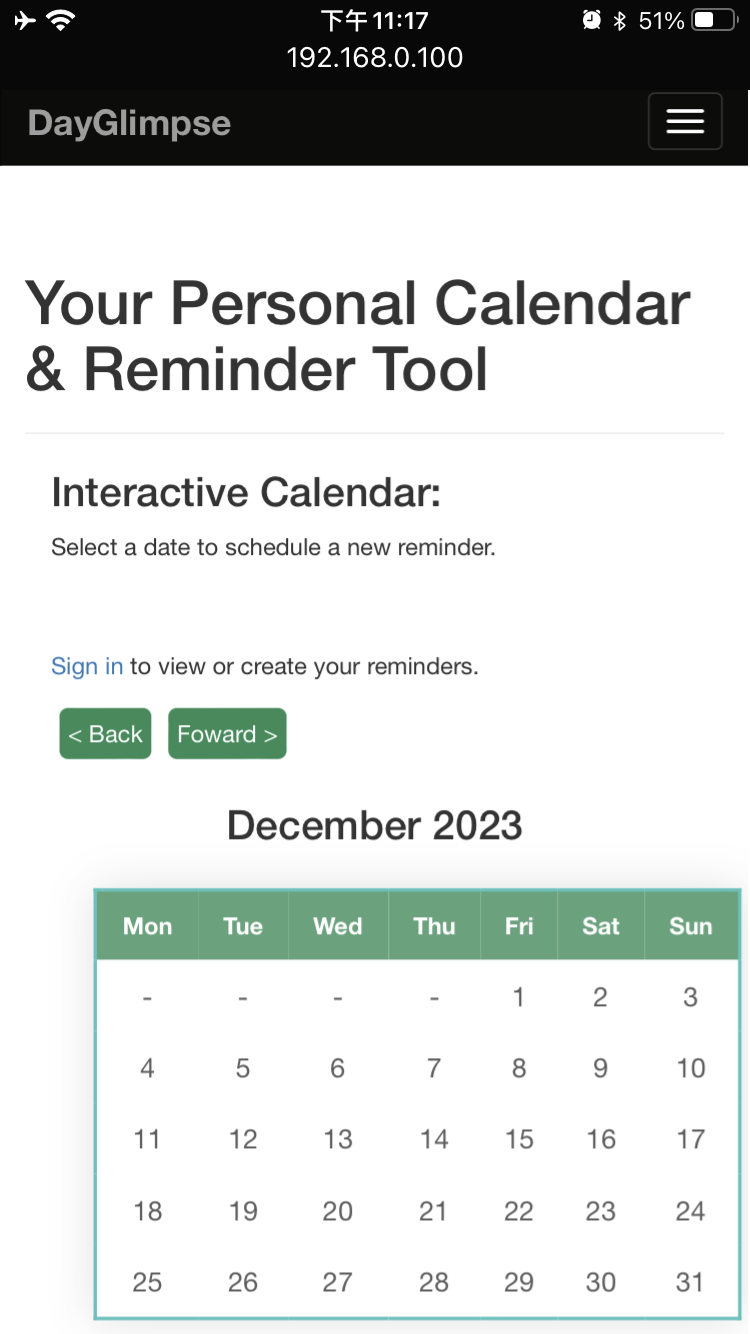 下午11:17
51%
192.168.0.100
DayGlimpse
Your Personal Calendar
& Reminder Tool
Interactive Calendar:
Select a date to schedule a new reminder.
Sign in to view or create your reminders.
< Back Foward >
December 2023
Mon Tue Wed Thu Fri Sat Sun
- - - - 1 2 3
4 5 6 7 8 9 10
11 12 13 14 15 16 17
18 19 20 21 22 23 24
25 26 27 28 29 30 31